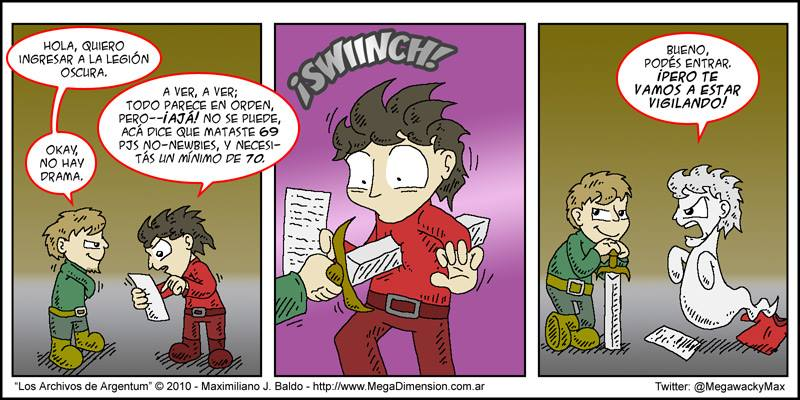 HOLA, QUIERO
INGRESAR A LA LEGIÓN
OSCURA.
A VER, A VER;
TODO PARECE EN ORDEN,
PERO--¡AJÁ! NO SE PUEDE,
ACÁ DICE QUE MATASTE 69
PJS NO-NEWBIES, Y NECESI-
TÁS UN MÍNIMO DE 70.
OKAY,
NO HAY
DRAMA.
¡SWIINCH!
BUENO,
PODÉS ENTRAR.
¡PERO TE
VAMOS A ESTAR
VIGILANDO!
"Los Archivos de Argentum" © 2010 - Maximiliano J. Baldo - http://www.MegaDimension.com.ar
Twitter: @MegawackyMax